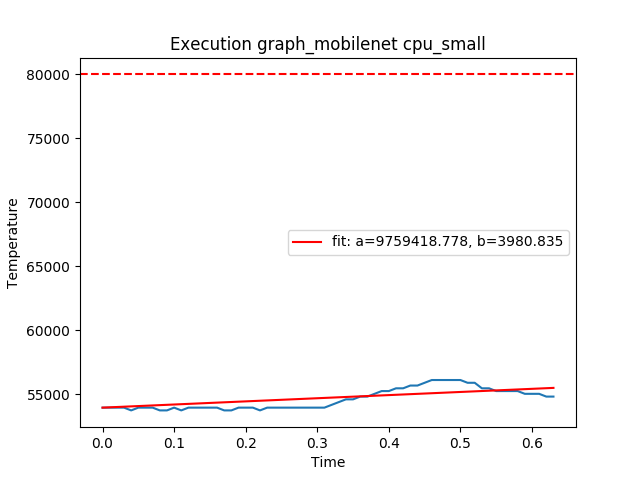 Execution graph_mobilenet cpu_small
80000
75000
70000
65000
60000
55000
Temperature
fit: a=9759418.778, b=3980.835
0.0 0.1 0.2 0.3 0.4 0.5 0.6
Time